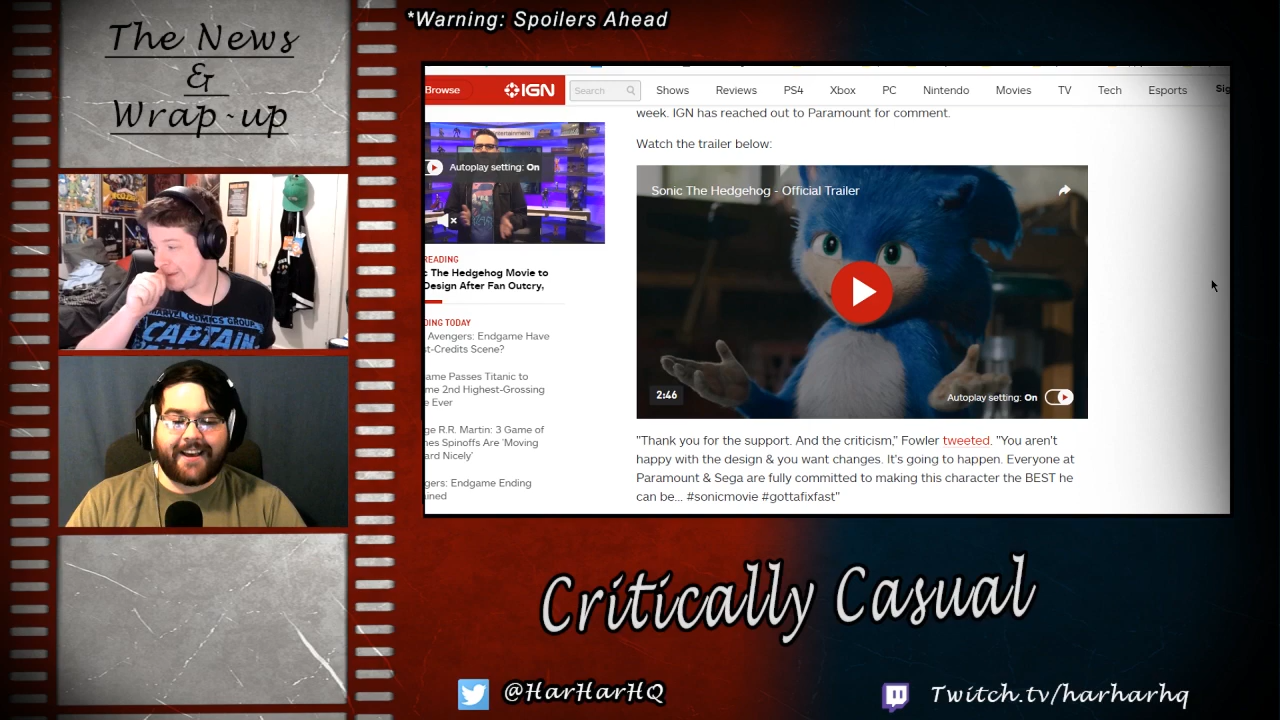 *Warning: Spoilers Ahead
The News
&
Wrap-up
Browse
IGN
Search
Shows Reviews PS4 Xbox PC Nintendo Movies TV Tech Esports
week. IGN has reached out to Paramount for comment.
Watch the trailer below:
Autoplay setting: On
Sonic The Hedgehog - Official Trailer
2:46
Autoplay setting: On
READING
c The Hedgehog Movie to
Design After Fan Outcry,
DING TODAY
Avengers: Endgame Have
st-Credits Scene?
ame Passes Titanic to
me 2nd Highest-Grossing
e Ever
ge R.R. Martin: 3 Game of
nes Spinoffs Are 'Moving
ard Nicely'
gers: Endgame Ending
ained
"Thank you for the support. And the criticism," Fowler tweeted. "You aren't
happy with the design & you want changes. It's going to happen. Everyone at
Paramount & Sega are fully committed to making this character the BEST he
can be... #sonicmovie #gottafixfast"
MARVEL COMICS GROUP
CAPTAIN
Critically Casual
@HarHarHQ
Twitch.tv/harharhq